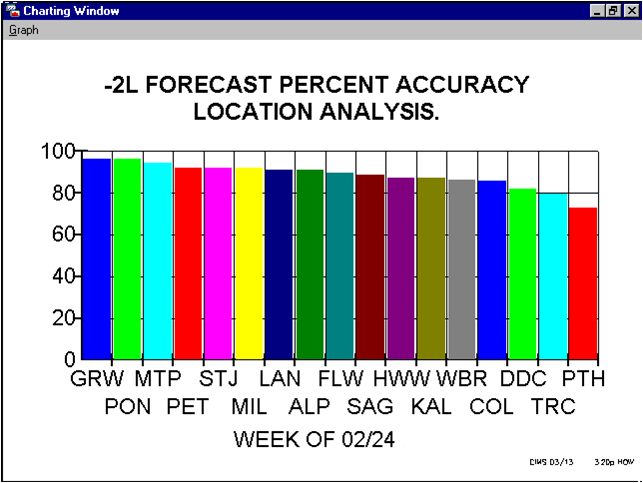 Charting Window
Graph
-2L FORECAST PERCENT ACCURACY
LOCATION ANALYSIS.
100
80
60
40
20
0
GRW MTP STJ LAN FLW HWW WBR DDC PTH
PON PET MIL ALP SAG KAL COL TRC
WEEK OF 02/24
CIMS 03/13 3:20p HOW